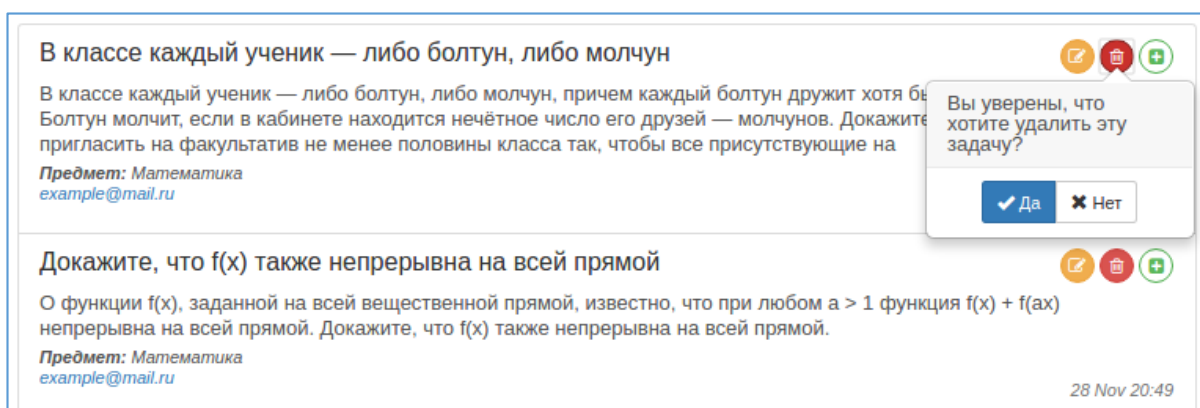 В классе каждый ученик — либо болтун, либо молчун
В классе каждый ученик — либо болтун, либо молчун, причем каждый болтун дружит хотя
Болтун молчит, если в кабинете находится нечётное число его друзей — молчунов.
пригласить на факультатив не менее половины класса так, чтобы все присутствующие на
Предмет: Математика
example@mail.ru
Вы уверены, что
хотите удалить эту
задачу?
Да Нет
Докажите, что f(x) также непрерывна на всей прямой
О функции f(x), заданной на всей вещественной прямой, известно, что при любом a > 1 функция f(x) + f(ax)
непрерывна на всей прямой. Докажите, что f(x) также непрерывна на всей прямой.
Предмет: Математика
example@mail.ru
28 Nov 20:49